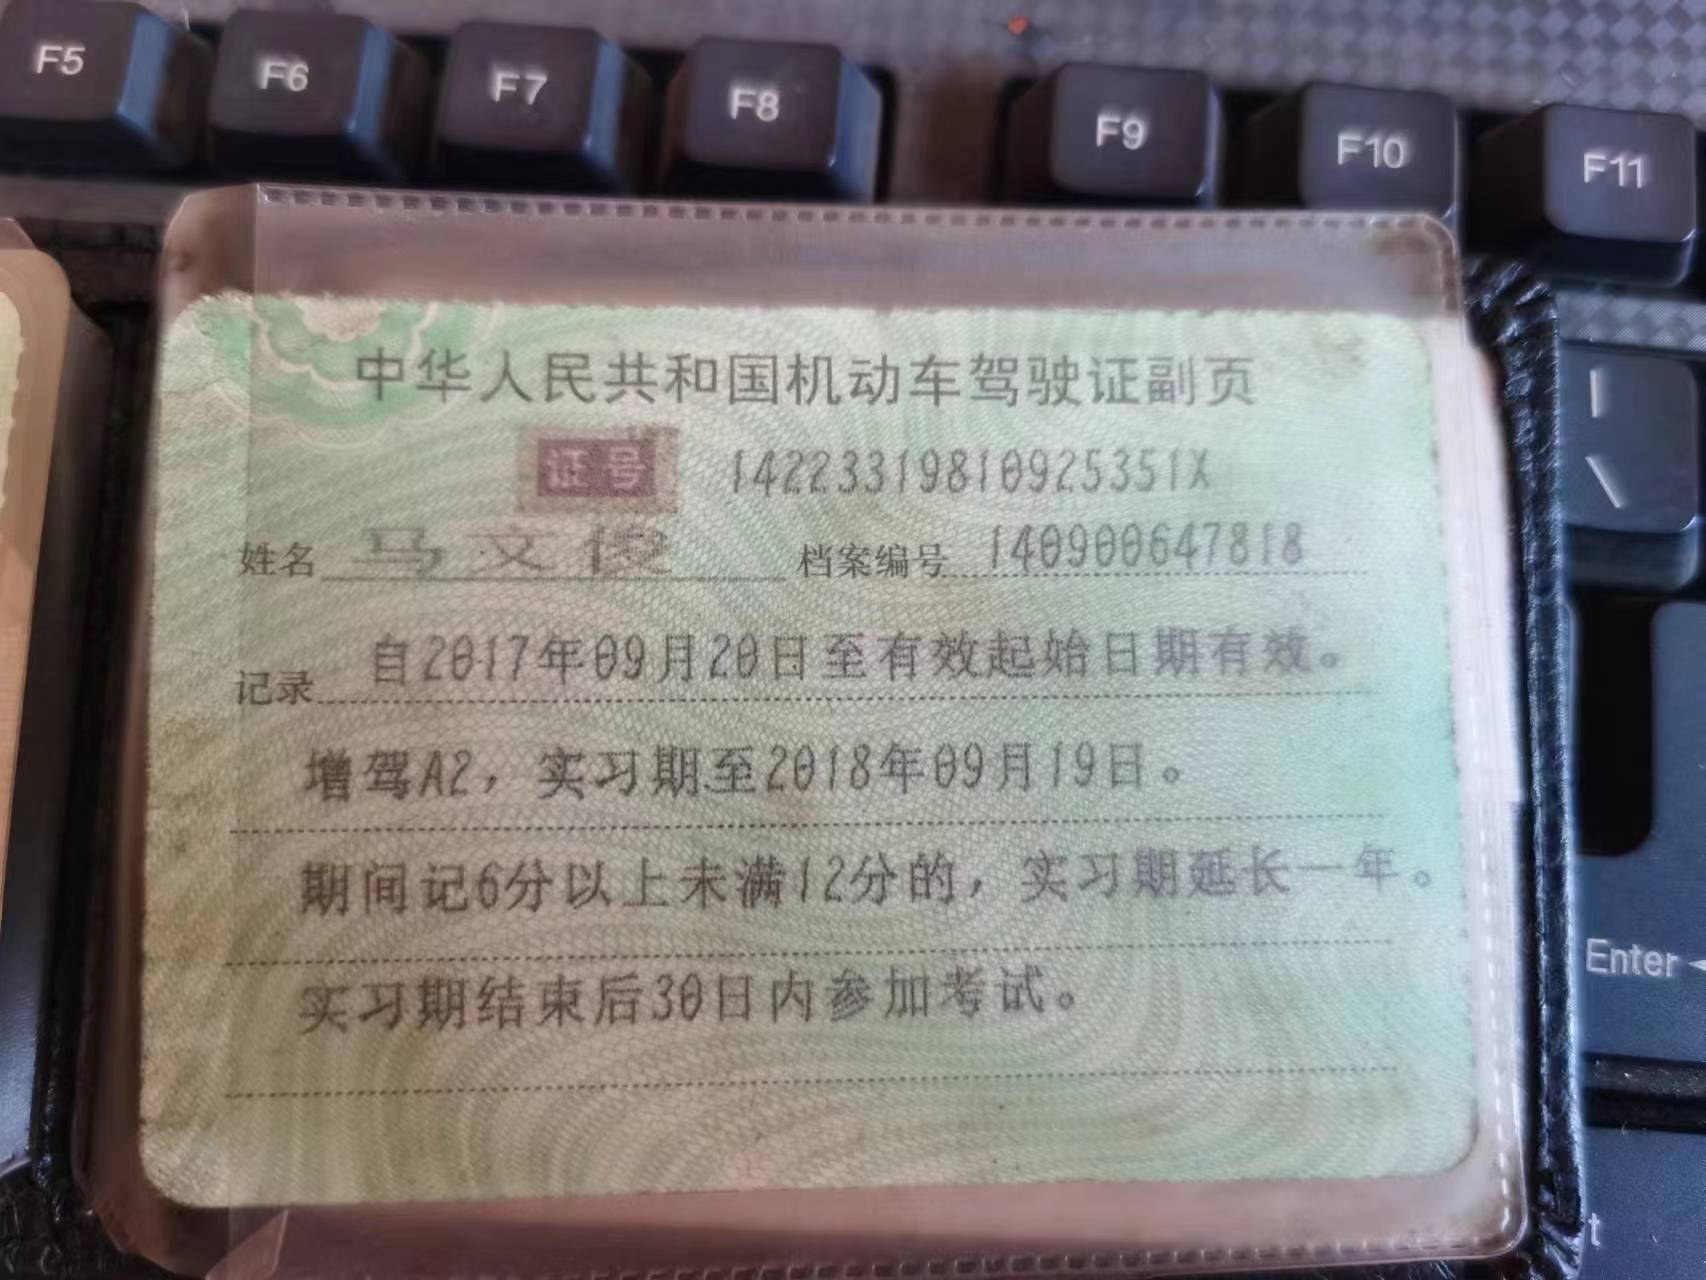 F5 F6 F7 F8 F9 F10 F11
中华人民共和国机动车驾驶证副页
证号 14223319810925351X
姓名 马文俊 档案编号 140900647818
记录 自2017年09月20日至有效起始日期有效。
增驾A2，实习期至2018年09月19日。
期间记6分以上未满12分的，实习期延长一年。
实习期结束后30日内参加考试。
|
\
Enter